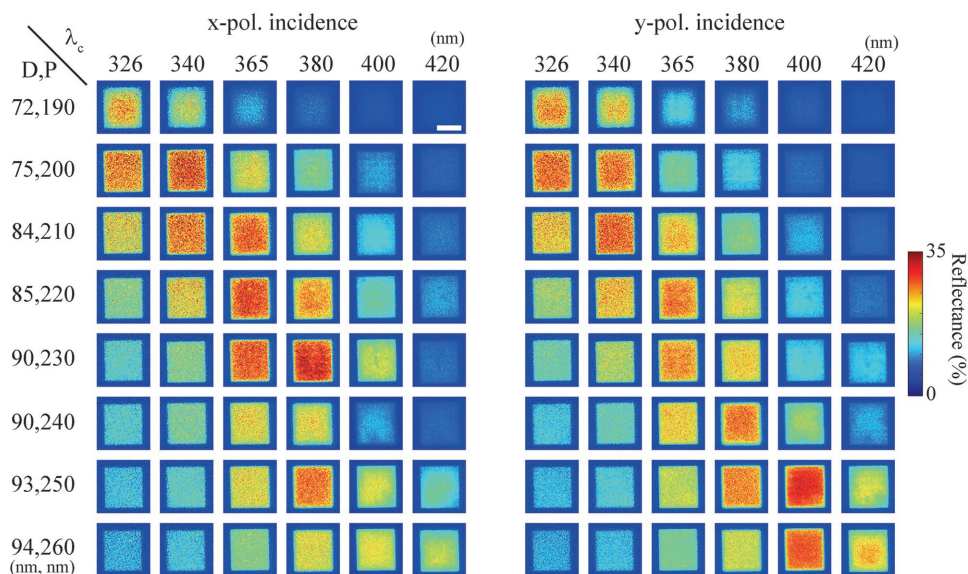 x-pol. incidence
y-pol. incidence
λc
(nm)
(nm)
D,P
326 340 365 380 400 420
326 340 365 380 400 420
72,190
75,200
84,210
85,220
90,230
90,240
93,250
94,260
(nm, nm)
35
Reflectance (%)
0